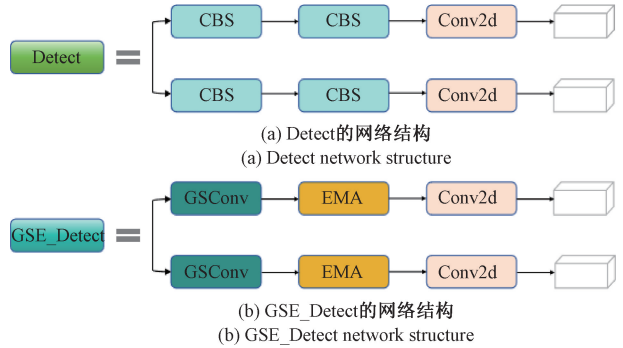 CBS CBS Conv2d
Detect
CBS CBS Conv2d
(a) Detect的网络结构
(a) Detect network structure
GSConv EMA Conv2d
GSE_Detect
GSConv EMA Conv2d
(b) GSE_Detect的网络结构
(b) GSE_Detect network structure